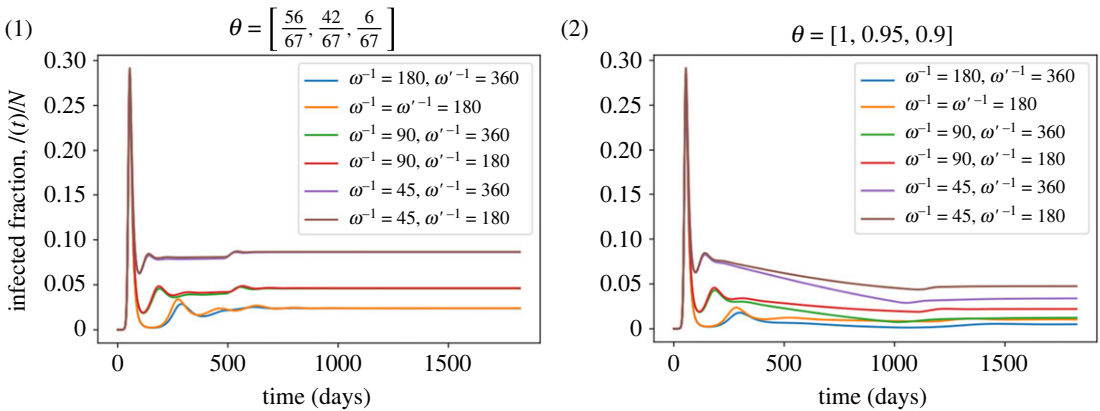 (1)
θ = [56/67, 42/67, 6/67]
infected fraction, I(t)/N
0.30
0.25
0.20
0.15
0.10
0.05
0
ω⁻¹ = 180, ω′⁻¹ = 360
ω⁻¹ = ω′⁻¹ = 180
ω⁻¹ = 90, ω′⁻¹ = 360
ω⁻¹ = 90, ω′⁻¹ = 180
ω⁻¹ = 45, ω′⁻¹ = 360
ω⁻¹ = 45, ω′⁻¹ = 180
0 500 1000 1500
time (days)
(2)
θ = [1, 0.95, 0.9]
0.30
0.25
0.20
0.15
0.10
0.05
0
ω⁻¹ = 180, ω′⁻¹ = 360
ω⁻¹ = ω′⁻¹ = 180
ω⁻¹ = 90, ω′⁻¹ = 360
ω⁻¹ = 90, ω′⁻¹ = 180
ω⁻¹ = 45, ω′⁻¹ = 360
ω⁻¹ = 45, ω′⁻¹ = 180
0 500 1000 1500
time (days)